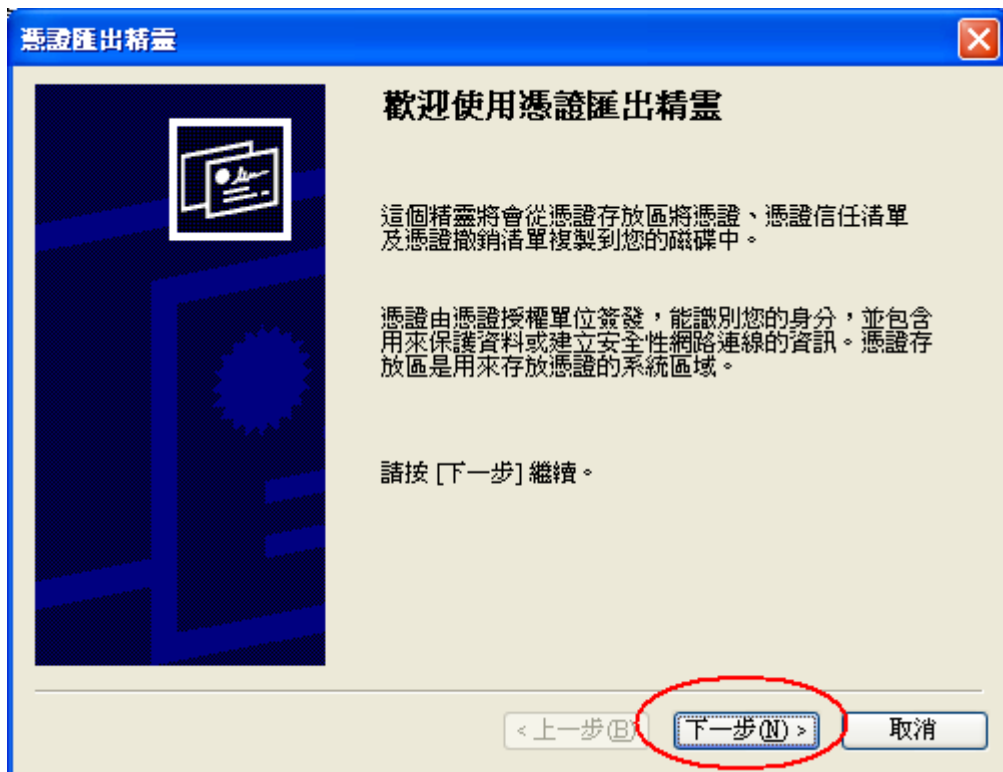 憑證匯出精靈
歡迎使用憑證匯出精靈
這個精靈將會從憑證存放區將憑證、憑證信任清單
及憑證撤銷清單複製到您的磁碟中。
憑證由憑證授權單位簽發，能識別您的身分，並包含
用來保護資料或建立安全性網路連線的資訊。憑證存
放區是用來存放憑證的系統區域。
請按 [下一步] 繼續。
< 上一步(B) 下一步(N) > 取消